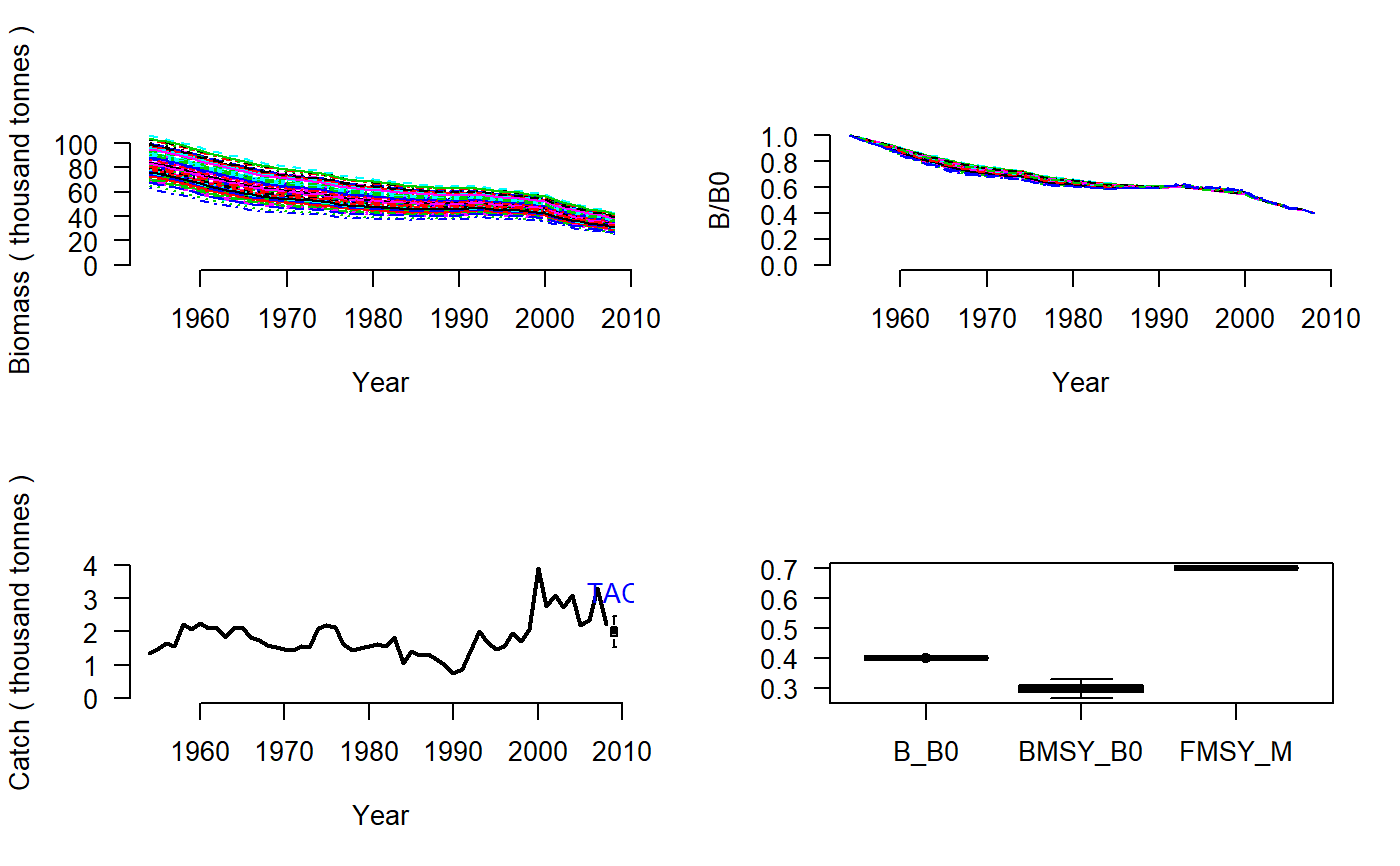 Biomass ( thousand tonnes )
100
80
60
40
20
0
1960 1970 1980 1990 2000 2010
Year
B/B0
1.0
0.8
0.6
0.4
0.2
0.0
1960 1970 1980 1990 2000 2010
Year
Catch ( thousand tonnes )
4
3
2
1
0
TAC
1960 1970 1980 1990 2000 2010
Year
0.7
0.6
0.5
0.4
0.3
B_B0 BMSY_B0 FMSY_M